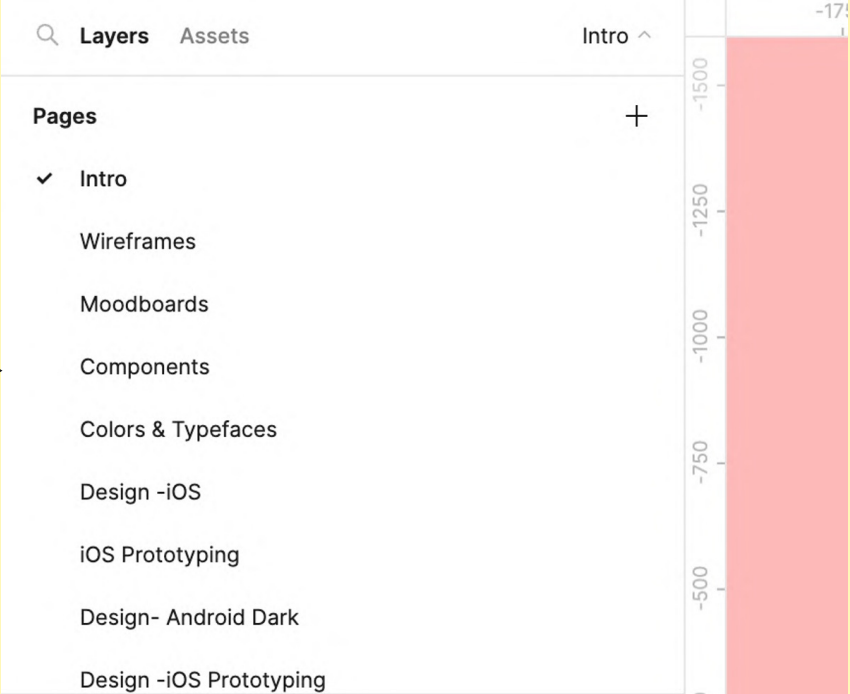 Layers Assets Intro
Pages
Intro
Wireframes
Moodboards
Components
Colors & Typefaces
Design -iOS
iOS Prototyping
Design- Android Dark
Design -iOS Prototyping
-1500
-1250
-1000
-750
-500